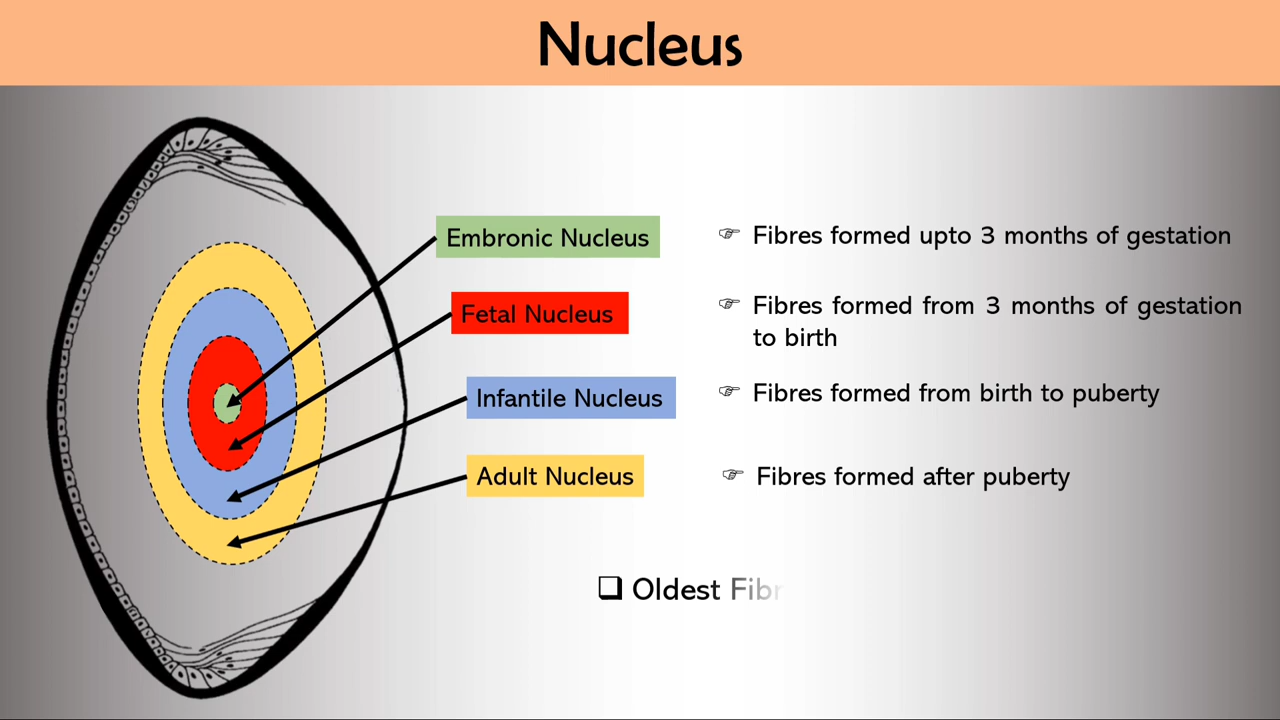 Nucleus
Embronic Nucleus
☞ Fibres formed upto 3 months of gestation
Fetal Nucleus
☞ Fibres formed from 3 months of gestation
to birth
Infantile Nucleus
☞ Fibres formed from birth to puberty
Adult Nucleus
☞ Fibres formed after puberty
❑ Oldest